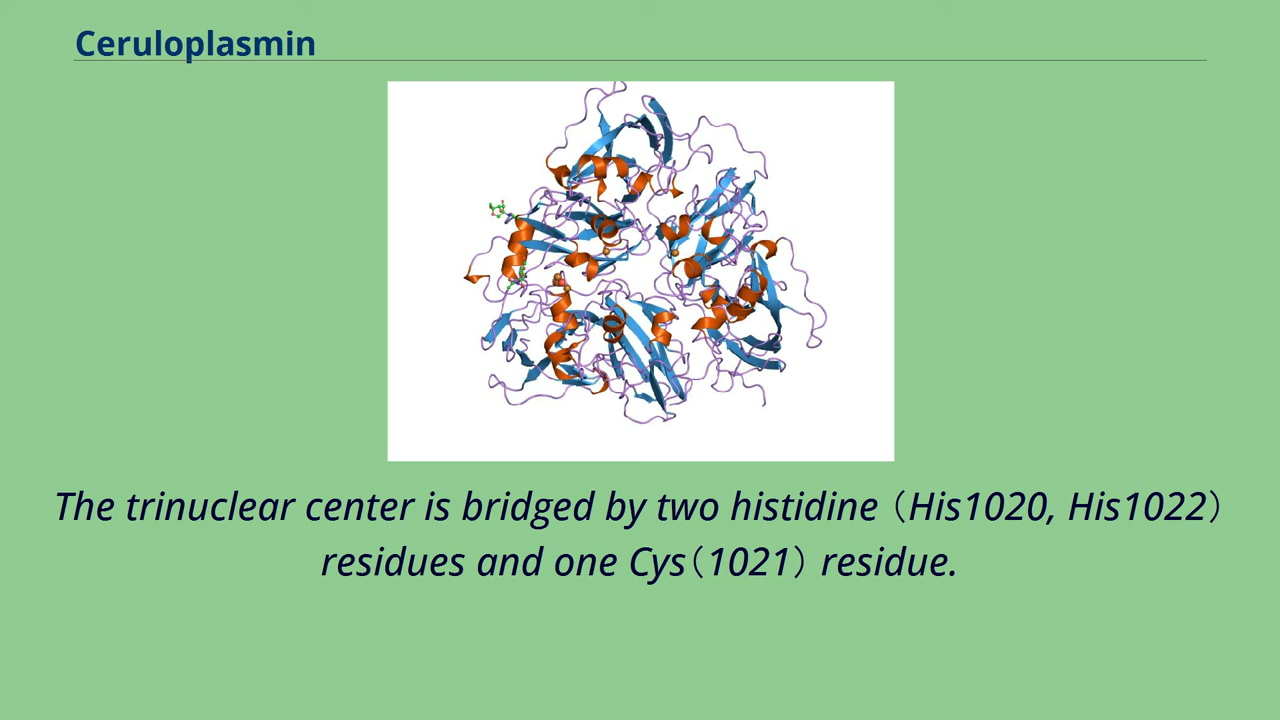 Ceruloplasmin
The trinuclear center is bridged by two histidine（His1020, His1022）
residues and one Cys（1021）residue.